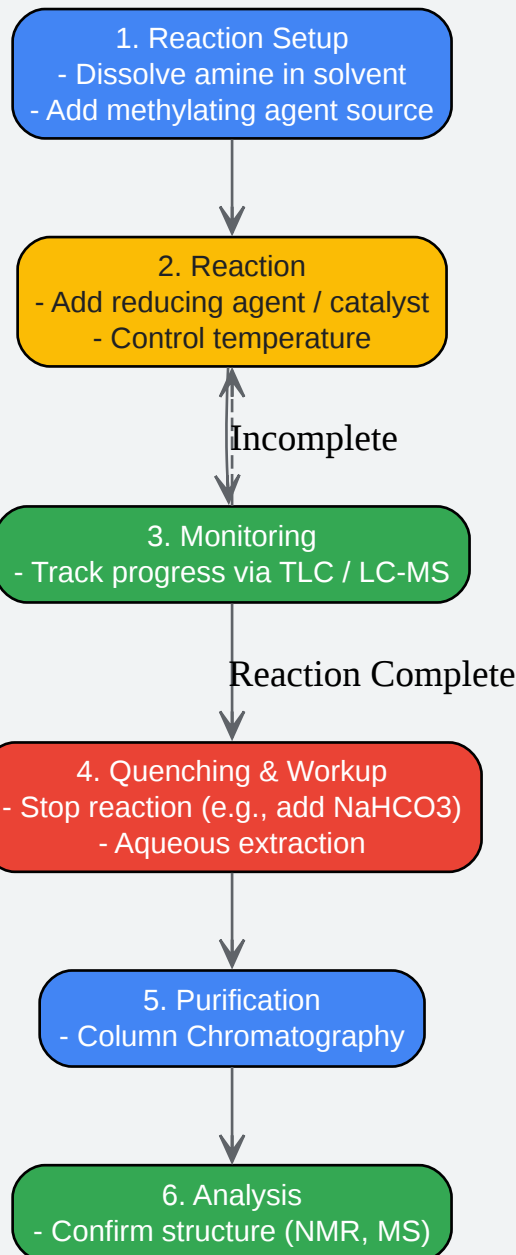 1. Reaction Setup
- Dissolve amine in solvent
- Add methylating agent source
2. Reaction
- Add reducing agent / catalyst
- Control temperature
Incomplete
3. Monitoring
- Track progress via TLC / LC-MS
Reaction Complete
4. Quenching & Workup
- Stop reaction (e.g., add NaHCO3)
- Aqueous extraction
5. Purification
- Column Chromatography
6. Analysis
- Confirm structure (NMR, MS)